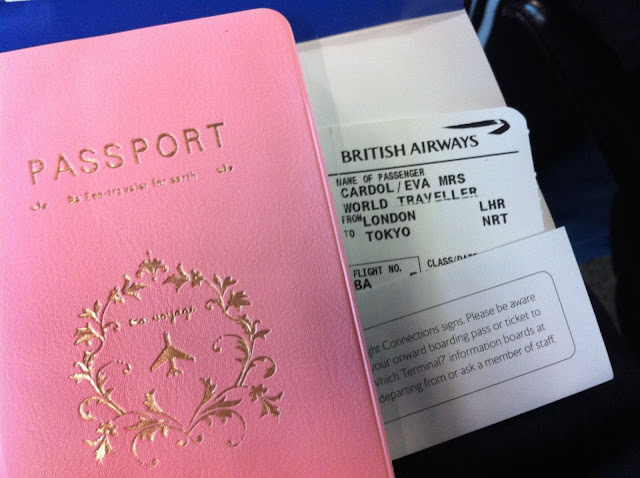 PASSPORT
Eco-traveler for earth
en voyage
BRITISH AIRWAYS
NAME OF PASSENGER
CARDOL/EVA MRS
WORLD TRAVELLER
FROM LONDON LHR
TO TOKYO NRT
FLIGHT NO. CLASS/DATE
BA
Connections signs. Please be aware
your onward boarding pass or ticket to
Which Terminal?' information boards at
departing from or ask a member of staff.